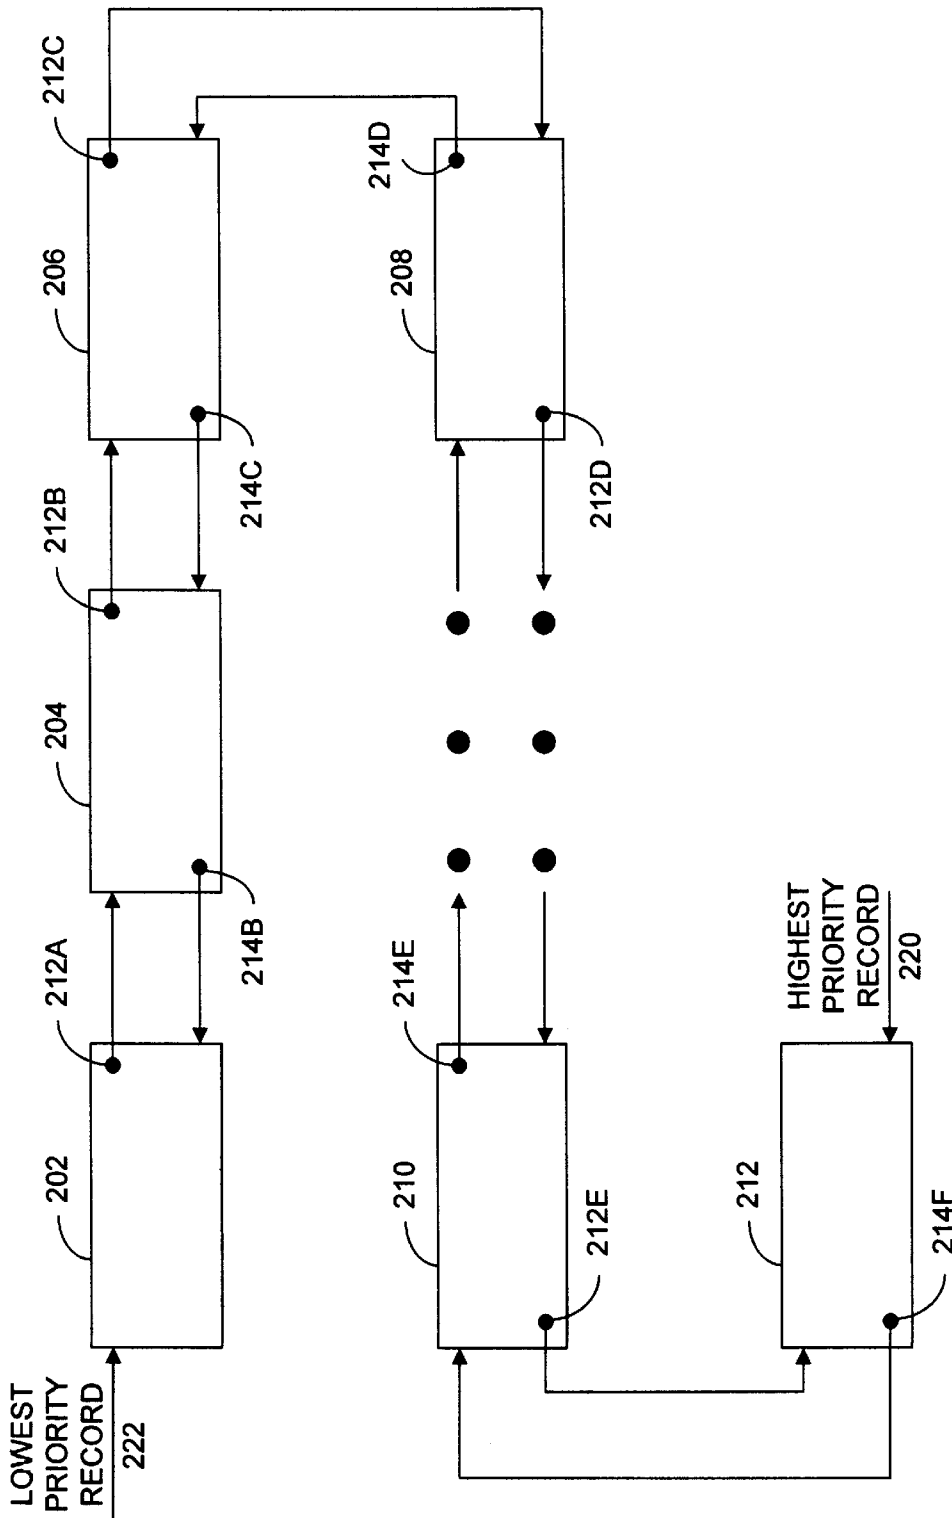 LOWEST
PRIORITY
RECORD
222
202
212A
204
214B
212B
206
214C
212C
210
212E
214E
208
212D
214D
212
214F
HIGHEST
PRIORITY
RECORD
220